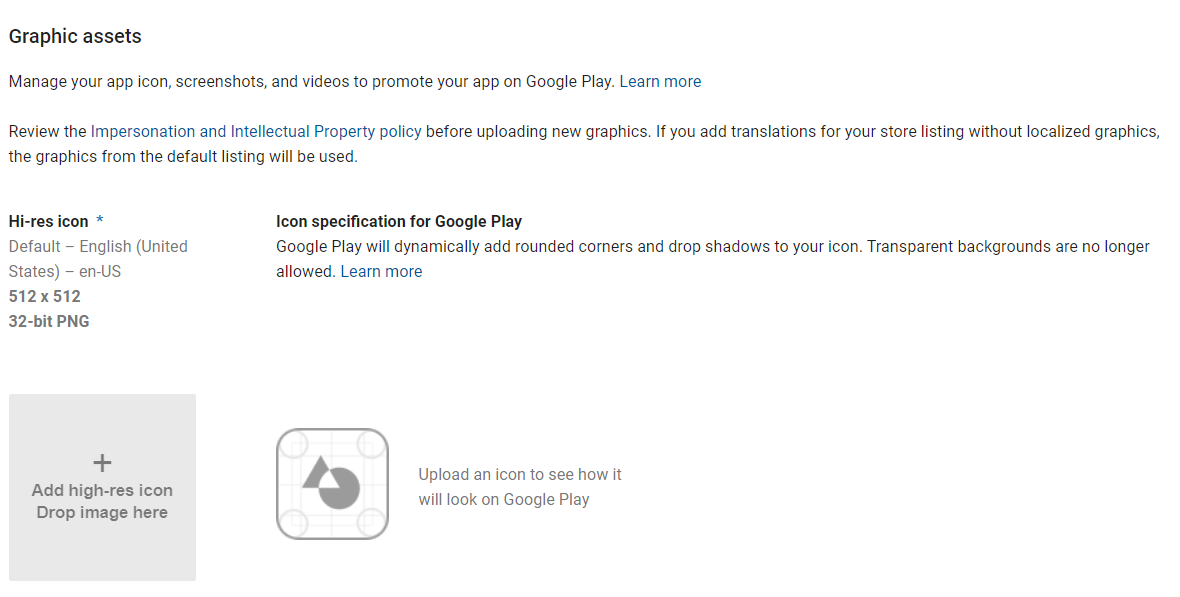 Graphic assets
Manage your app icon, screenshots, and videos to promote your app on Google Play. Learn more
Review the Impersonation and Intellectual Property policy before uploading new graphics. If you add translations for your store listing without localized graphics,
the graphics from the default listing will be used.
Hi-res icon *
Default – English (United
States) – en-US
512 x 512
32-bit PNG
Icon specification for Google Play
Google Play will dynamically add rounded corners and drop shadows to your icon. Transparent backgrounds are no longer
allowed. Learn more
+
Add high-res icon
Drop image here
Upload an icon to see how it
will look on Google Play